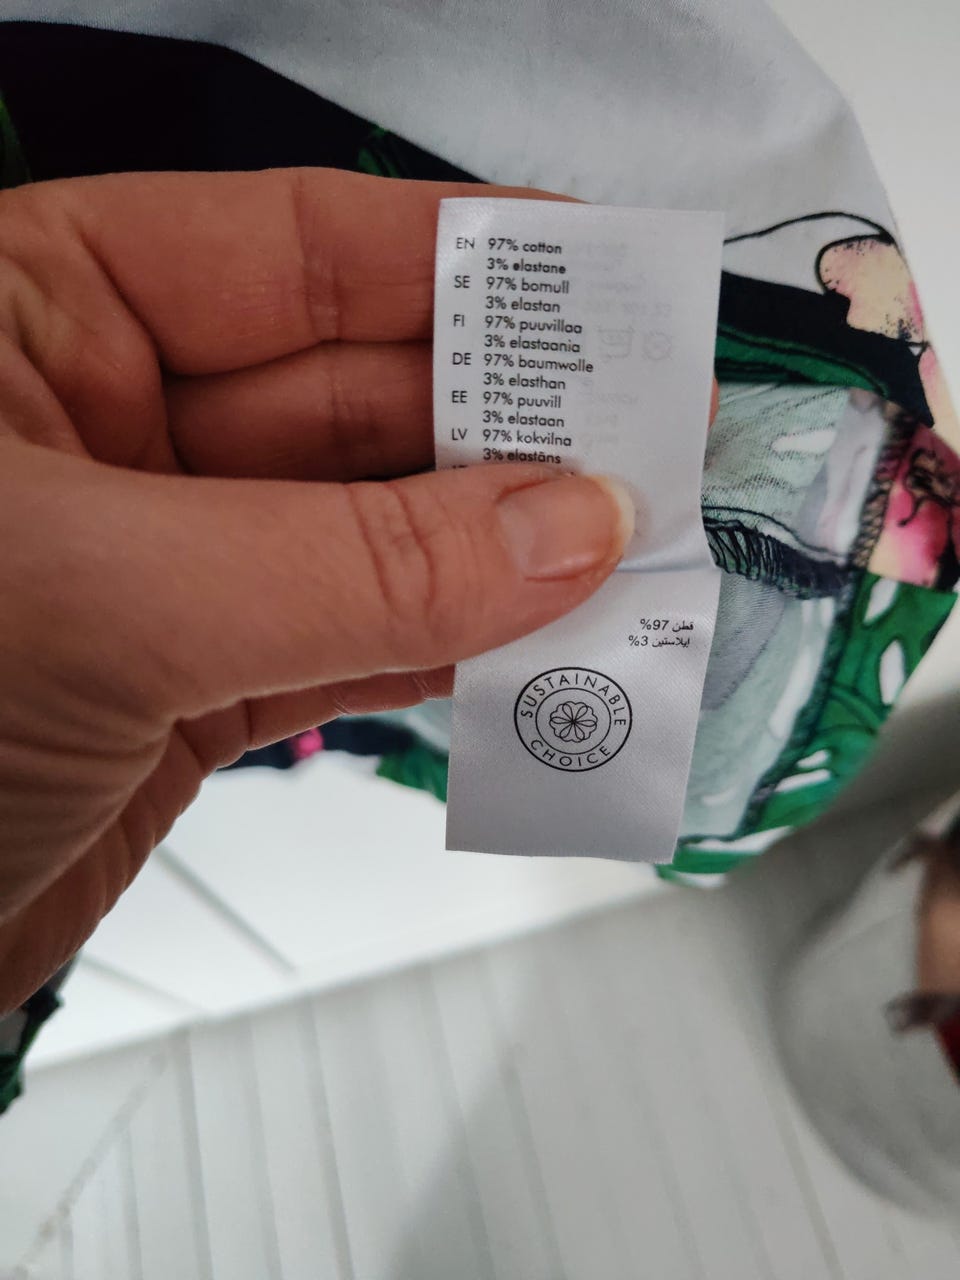 EN 97% cotton
3% elastane
SE 97% bomull
3% elastan
FI 97% puuvillaa
3% elastaania
DE 97% baumwolle
3% elasthan
EE 97% puuvill
3% elastaan
LV 97% kokvilna
3% elastāns
قطن 97%
إيلاستين 3%
SUSTAINABLE
CHOICE